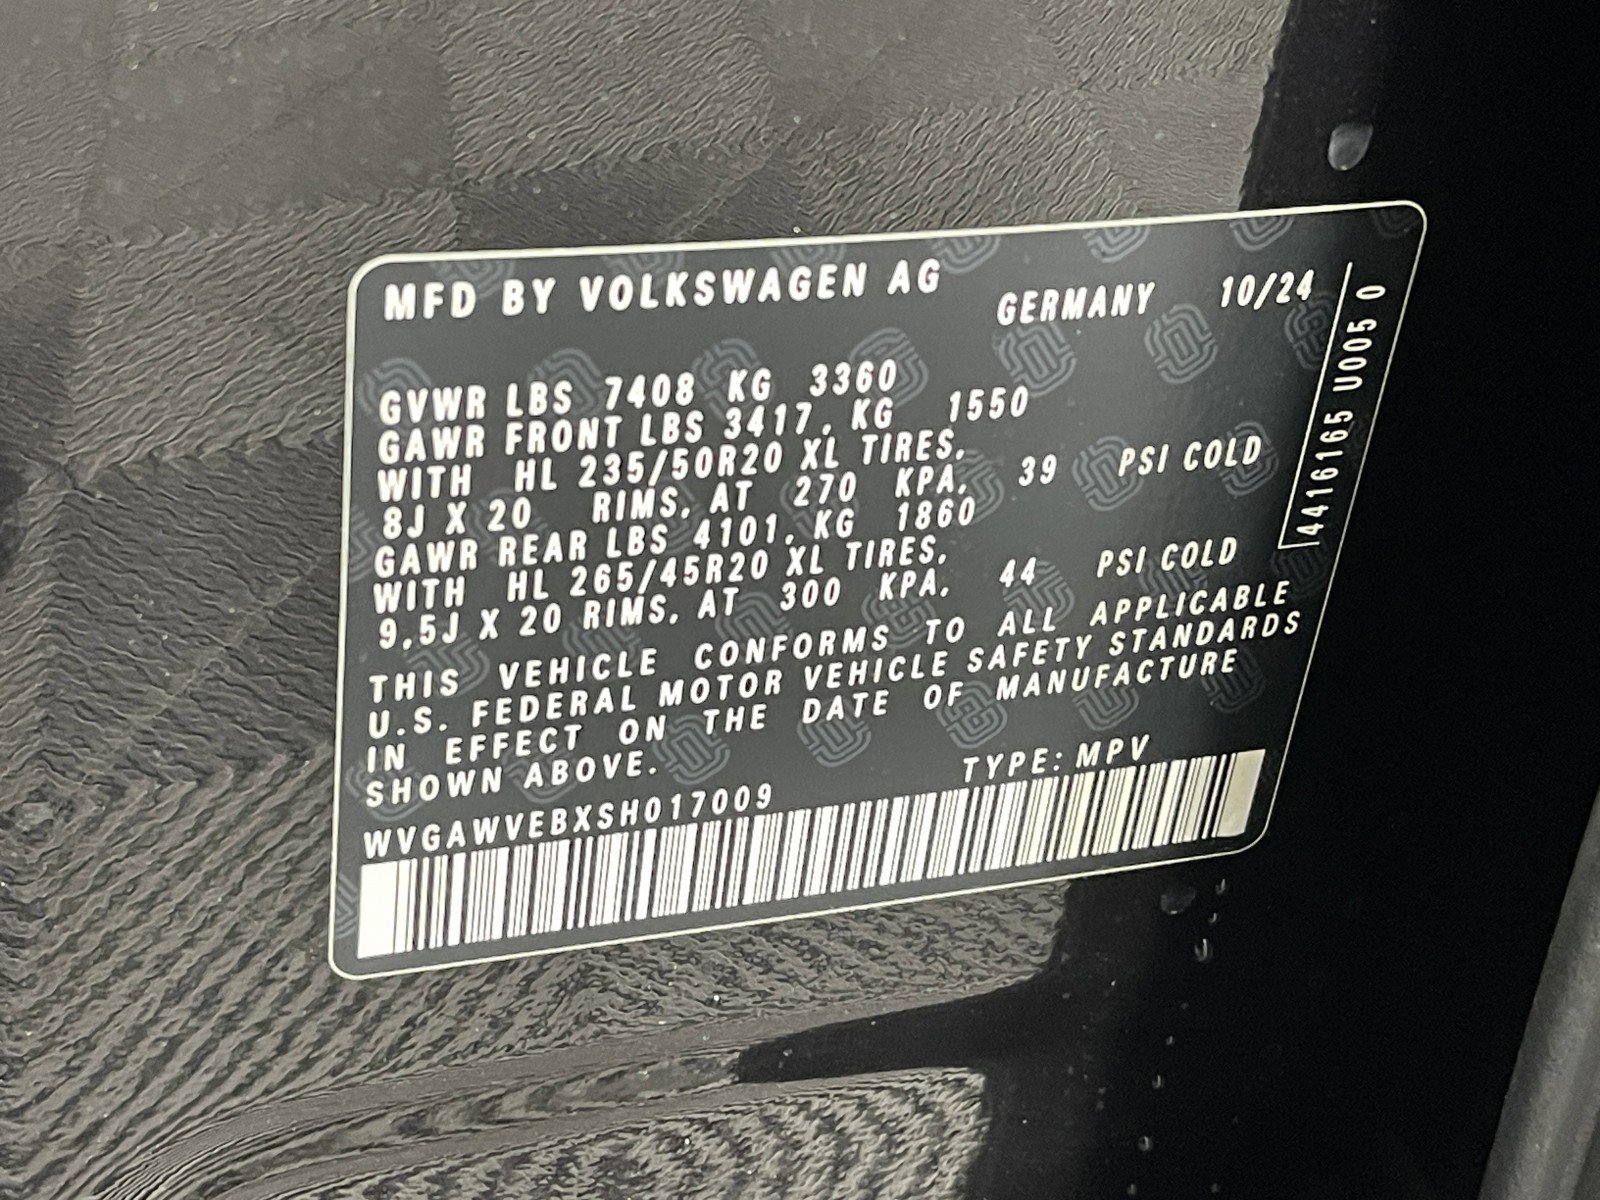 MFD BY VOLKSWAGEN AG GERMANY 10/24
GVWR LBS 7408 KG 3360
GAWR FRONT LBS 3417. KG 1550
WITH HL 235/50R20 XL TIRES.
8J X 20 RIMS. AT 270 KPA. 39 PSI COLD
GAWR REAR LBS 4101. KG 1860
WITH HL 265/45R20 XL TIRES.
9,5J X 20 RIMS. AT 300 KPA. 44 PSI COLD
THIS VEHICLE CONFORMS TO ALL APPLICABLE
U.S. FEDERAL MOTOR VEHICLE SAFETY STANDARDS
IN EFFECT ON THE DATE OF MANUFACTURE
SHOWN ABOVE.
WVGAWVEBXSH017009 TYPE: MPV
4416165 U005 0